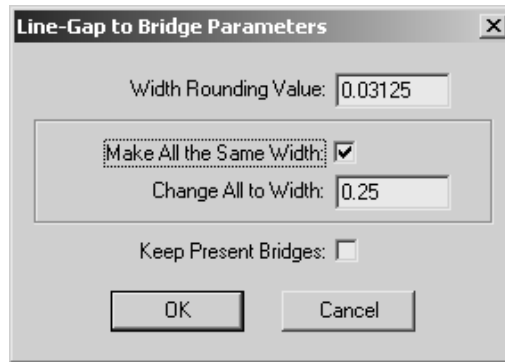 Line-Gap to Bridge Parameters
Width Rounding Value: 0.03125
Make All the Same Width:
Change All to Width: 0.25
Keep Present Bridges:
OK Cancel